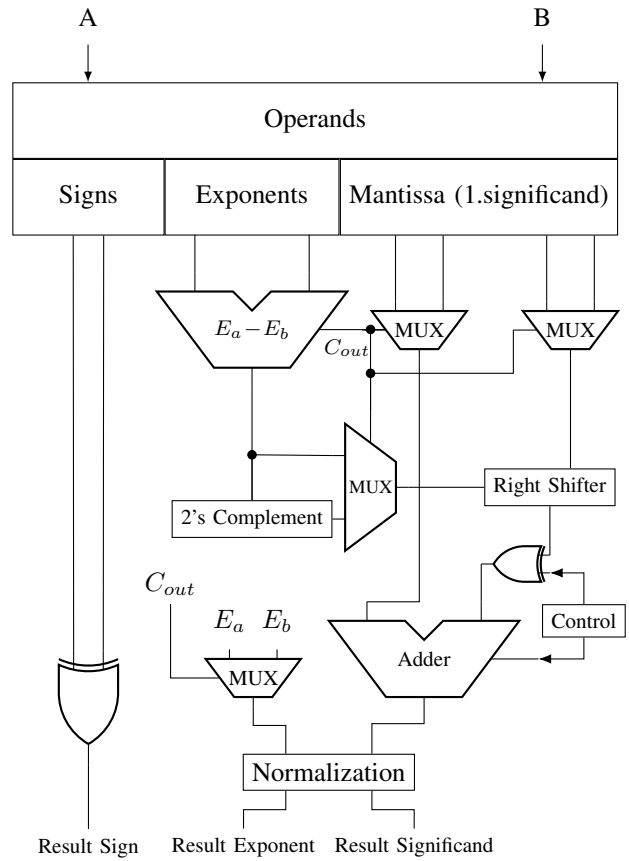 A B
Operands
Signs Exponents Mantissa (1.significand)
E_a − E_b
C_out
MUX
MUX
MUX
Right Shifter
2's Complement
C_out
E_a E_b
Control
MUX
Adder
Normalization
Result Sign Result Exponent Result Significand